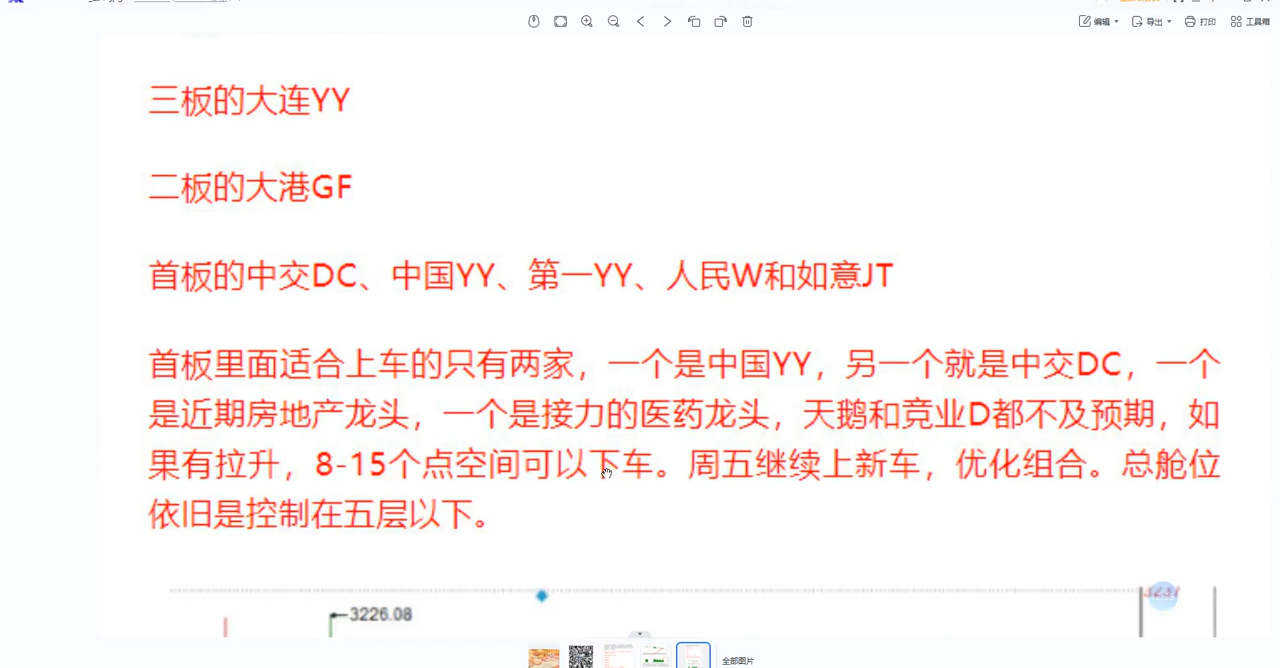 编辑 导出 打印 工具箱
三板的大连YY
二板的大港GF
首板的中交DC、中国YY、第一YY、人民W和如意JT
首板里面适合上车的只有两家，一个是中国YY，另一个就是中交DC，一个
是近期房地产龙头，一个是接力的医药龙头，天鹅和竞业D都不及预期，如
果有拉升，8-15个点空间可以下车。周五继续上新车，优化组合。总舱位
依旧是控制在五层以下。
3226.08
全部图片